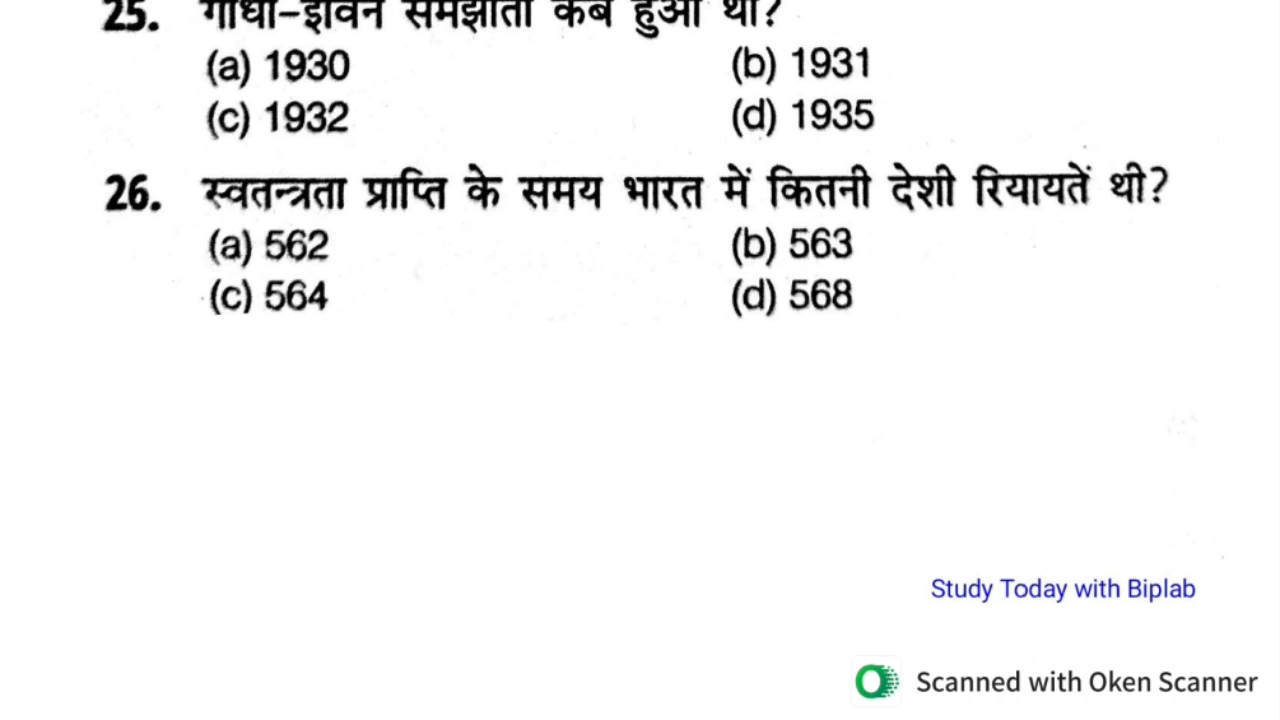 25. गांधी-इर्विन समझौता कब हुआ था?
(a) 1930 (b) 1931
(c) 1932 (d) 1935
26. स्वतन्त्रता प्राप्ति के समय भारत में कितनी देशी रियायतें थी?
(a) 562 (b) 563
(c) 564 (d) 568
Study Today with Biplab
Scanned with Oken Scanner